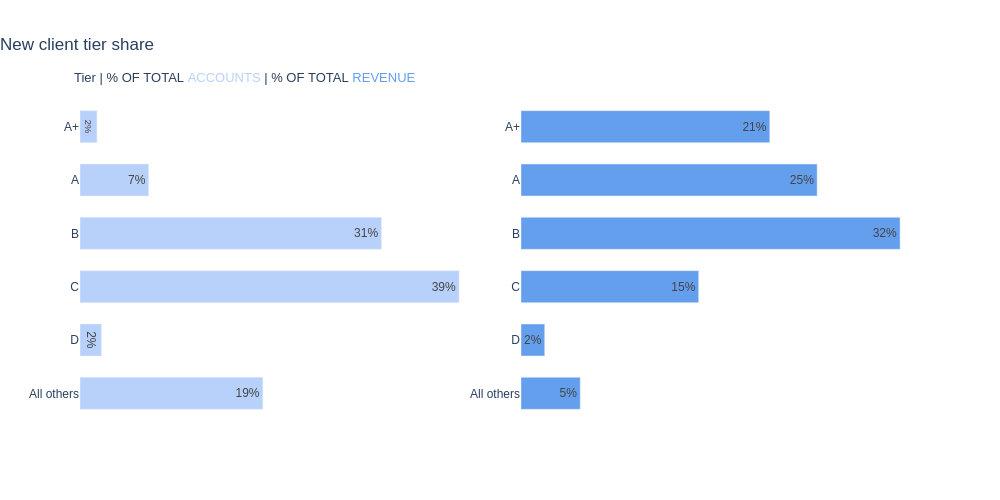 New client tier share
Tier | % OF TOTAL ACCOUNTS | % OF TOTAL REVENUE
A+ 2% A+ 21%
A 7% A 25%
B 31% B 32%
C 39% C 15%
D 2% D 2%
All others 19% All others 5%